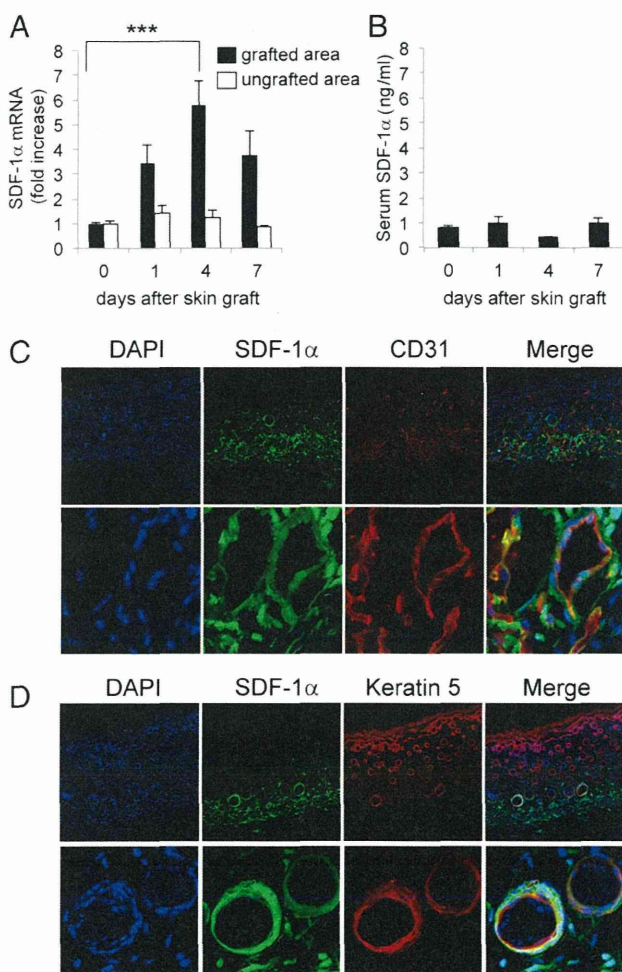 A
***
8
7
6
5
4
3
2
1
0
SDF-1α mRNA
(fold increase)
grafted area
ungrafted area
0 1 4 7
days after skin graft
B
8
7
6
5
4
3
2
1
0
Serum SDF-1α (ng/ml)
0 1 4 7
days after skin graft
C
DAPI SDF-1α CD31 Merge
D
DAPI SDF-1α Keratin 5 Merge